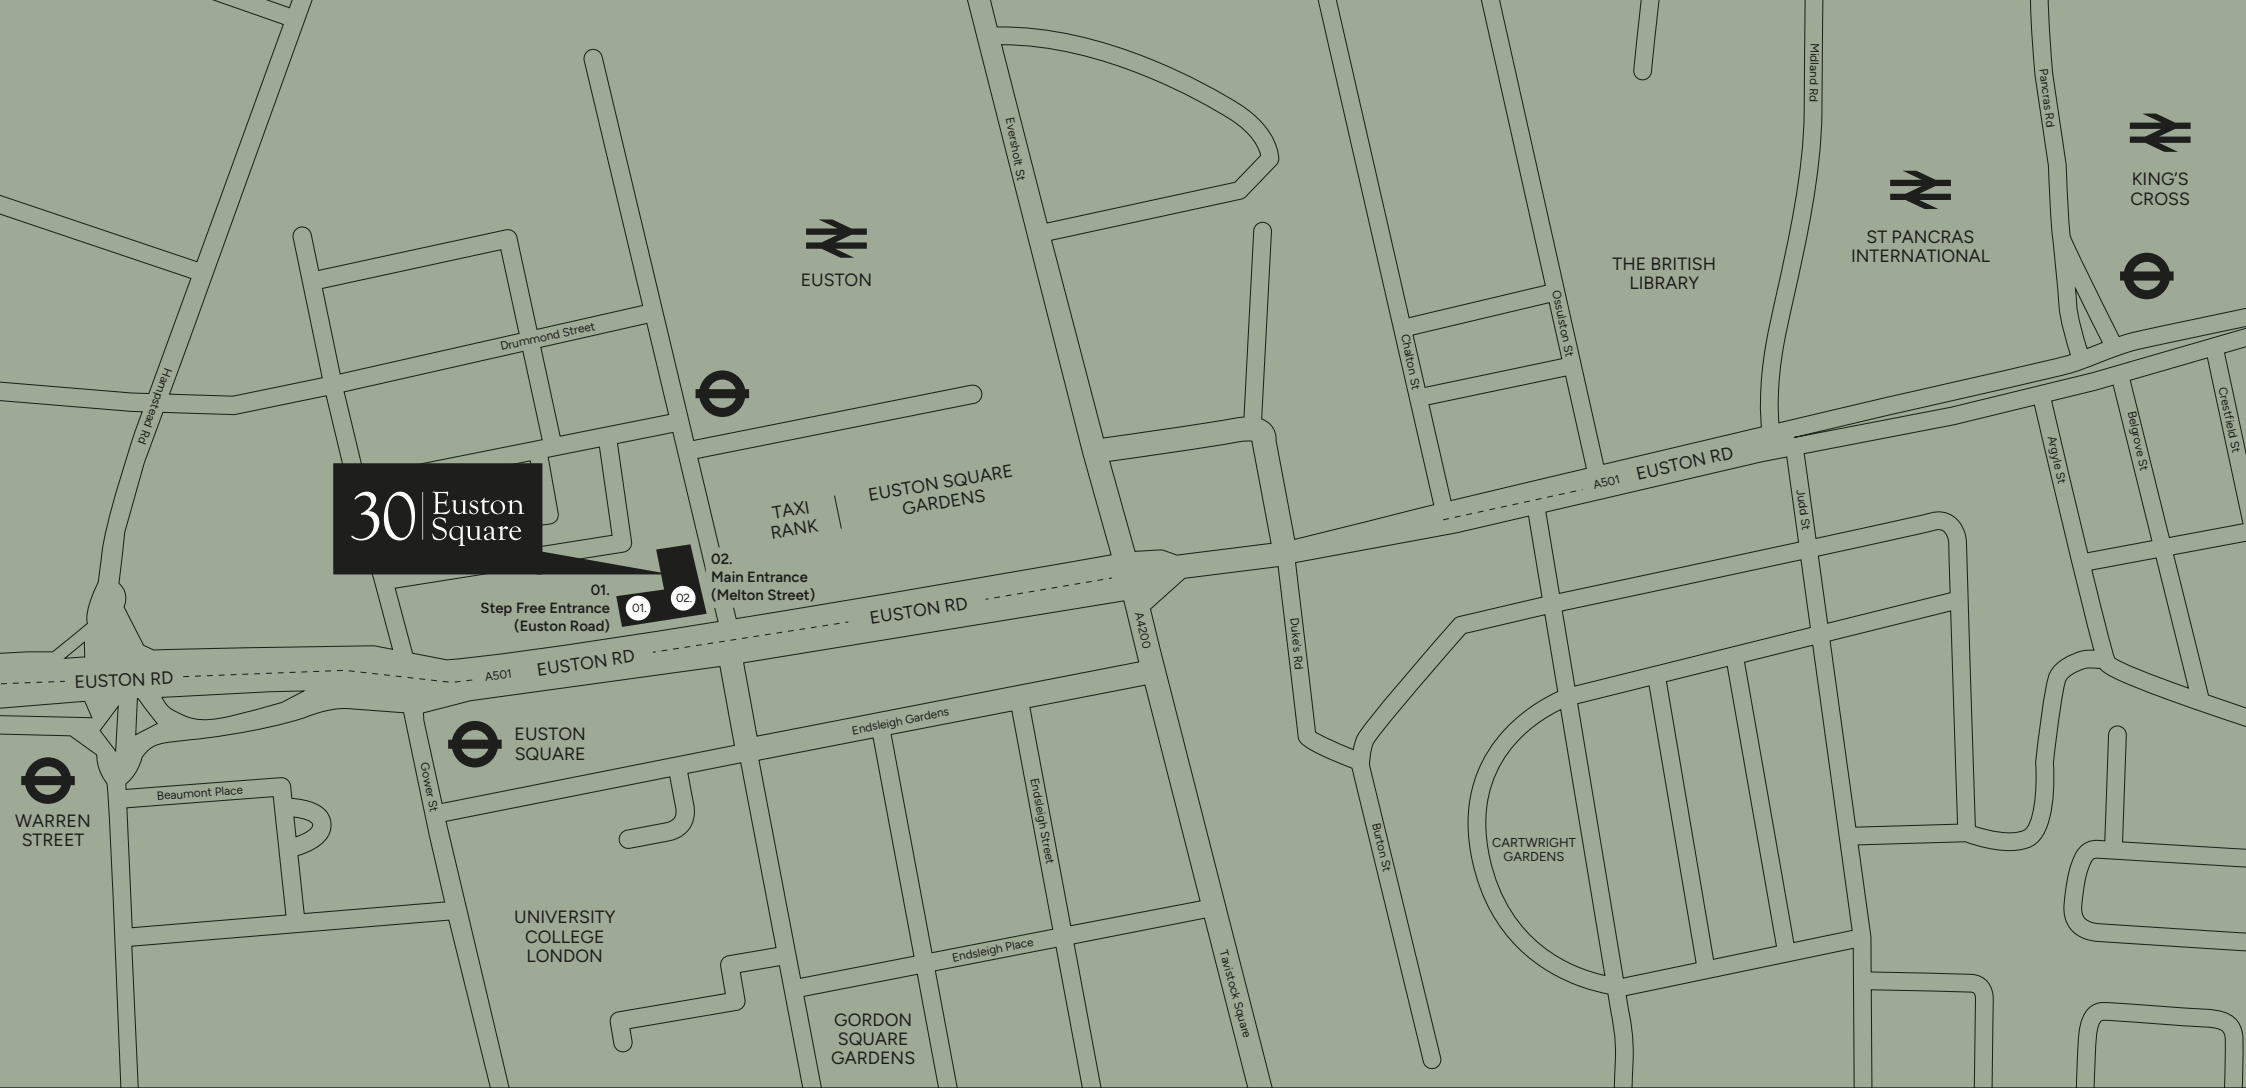 Midland Rd
Pancras Rd
Eversholt St
KING'S
CROSS
EUSTON
ST PANCRAS
INTERNATIONAL
THE BRITISH
LIBRARY
Drummond Street
Ossulston St
Chalton St
Hampstead Rd
Crestfield St
Belgrove St
Argyle St
EUSTON RD
A501
Judd St
30
Euston
Square
TAXI
RANK
EUSTON SQUARE
GARDENS
02.
Main Entrance
(Melton Street)
01.
Step Free Entrance
(Euston Road)
01.
02.
EUSTON RD
A4200
Duke's Rd
EUSTON RD
A501
EUSTON RD
Endsleigh Gardens
EUSTON
SQUARE
Gower St
Endsleigh Street
Beaumont Place
WARREN
STREET
Burton St
CARTWRIGHT
GARDENS
UNIVERSITY
COLLEGE
LONDON
Endsleigh Place
Tavistock Square
GORDON
SQUARE
GARDENS